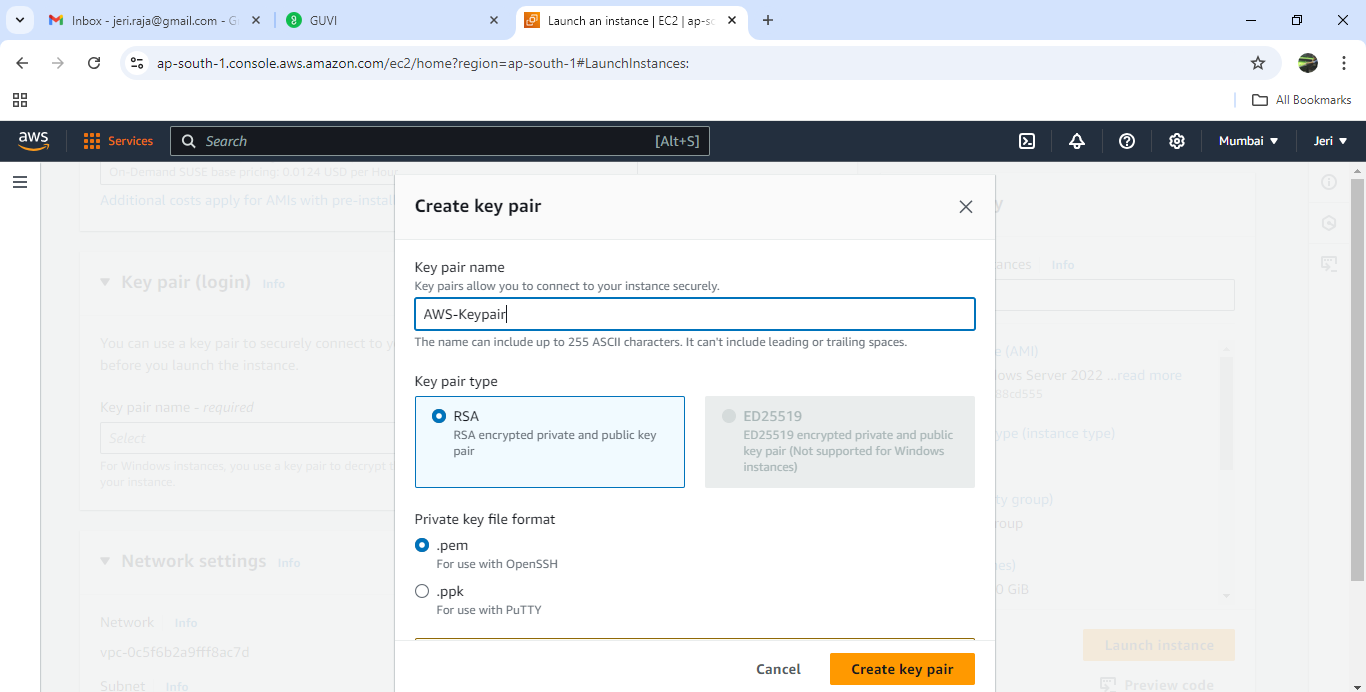 Inbox - jeri.raja@gmail.com - G
GUVI
Launch an instance | EC2 | ap-so
ap-south-1.console.aws.amazon.com/ec2/home?region=ap-south-1#LaunchInstances:
All Bookmarks
aws
Services
Search
[Alt+S]
Mumbai
Jeri
On-Demand SUSE base pricing: 0.0124 USD per Hour
Additional costs apply for AMIs with pre-install
Key pair (login) Info
You can use a key pair to securely connect to y
before you launch the instance.
Key pair name - required
Select
For Windows instances, you use a key pair to decrypt t
your instance.
Network settings Info
Network Info
vpc-0c5f6b2a9fff8ac7d
Subnet Info
Create key pair
Key pair name
Key pairs allow you to connect to your instance securely.
AWS-Keypair
The name can include up to 255 ASCII characters. It can't include leading or trailing spaces.
Key pair type
RSA
RSA encrypted private and public key
pair
ED25519
ED25519 encrypted private and public
key pair (Not supported for Windows
instances)
Private key file format
.pem
For use with OpenSSH
.ppk
For use with PuTTY
Cancel
Create key pair
y
ances Info
e (AMI)
ows Server 2022 ...read more
88cd555
ype (instance type)
ty group)
roup
es)
0 GiB
Launch instance
Preview code